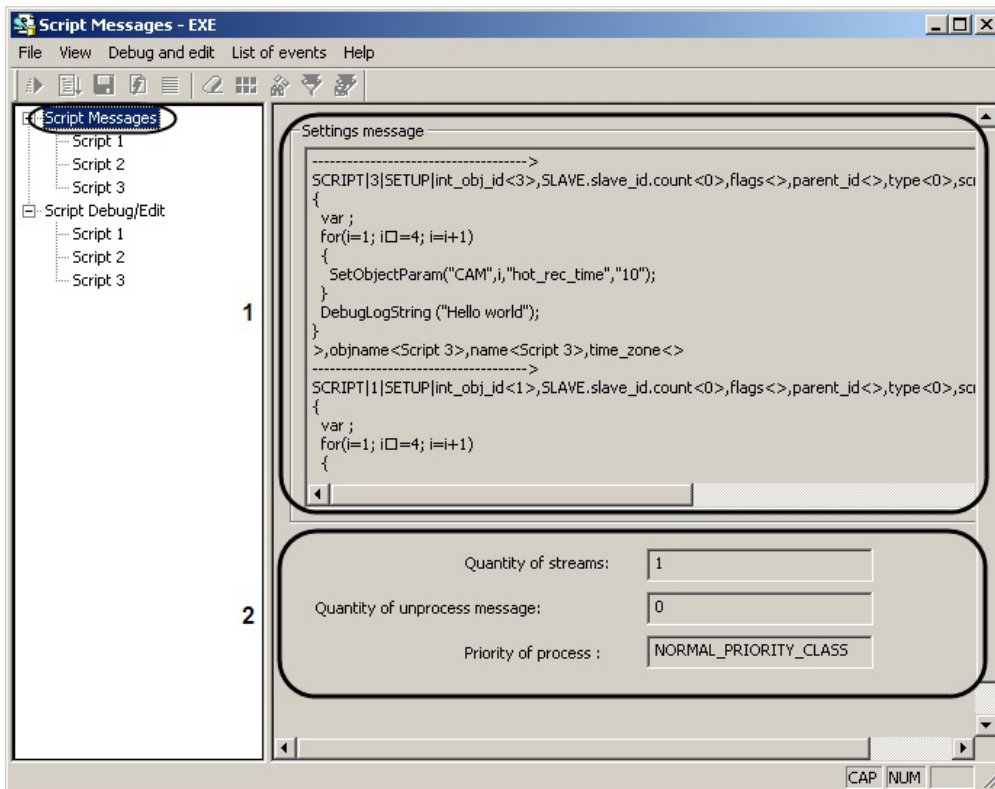 Script Messages - EXE
File View Debug and edit List of events Help
Script Messages
Script 1
Script 2
Script 3
Script Debug/Edit
Script 1
Script 2
Script 3
1
Settings message
------------------------------------->
SCRIPT|3|SETUP|int_obj_id<3>,SLAVE.slave_id.count<0>,flags<>,parent_id<>,type<0>,scr
{
var ;
for(i=1; i□=4; i=i+1)
{
SetObjectParam("CAM",i,"hot_rec_time","10");
}
DebugLogString ("Hello world");
}
>,objname<Script 3>,name<Script 3>,time_zone<>
------------------------------------->
SCRIPT|1|SETUP|int_obj_id<1>,SLAVE.slave_id.count<0>,flags<>,parent_id<>,type<0>,scr
{
var ;
for(i=1; i□=4; i=i+1)
{
2
Quantity of streams: 1
Quantity of unprocess message: 0
Priority of process : NORMAL_PRIORITY_CLASS
CAP NUM